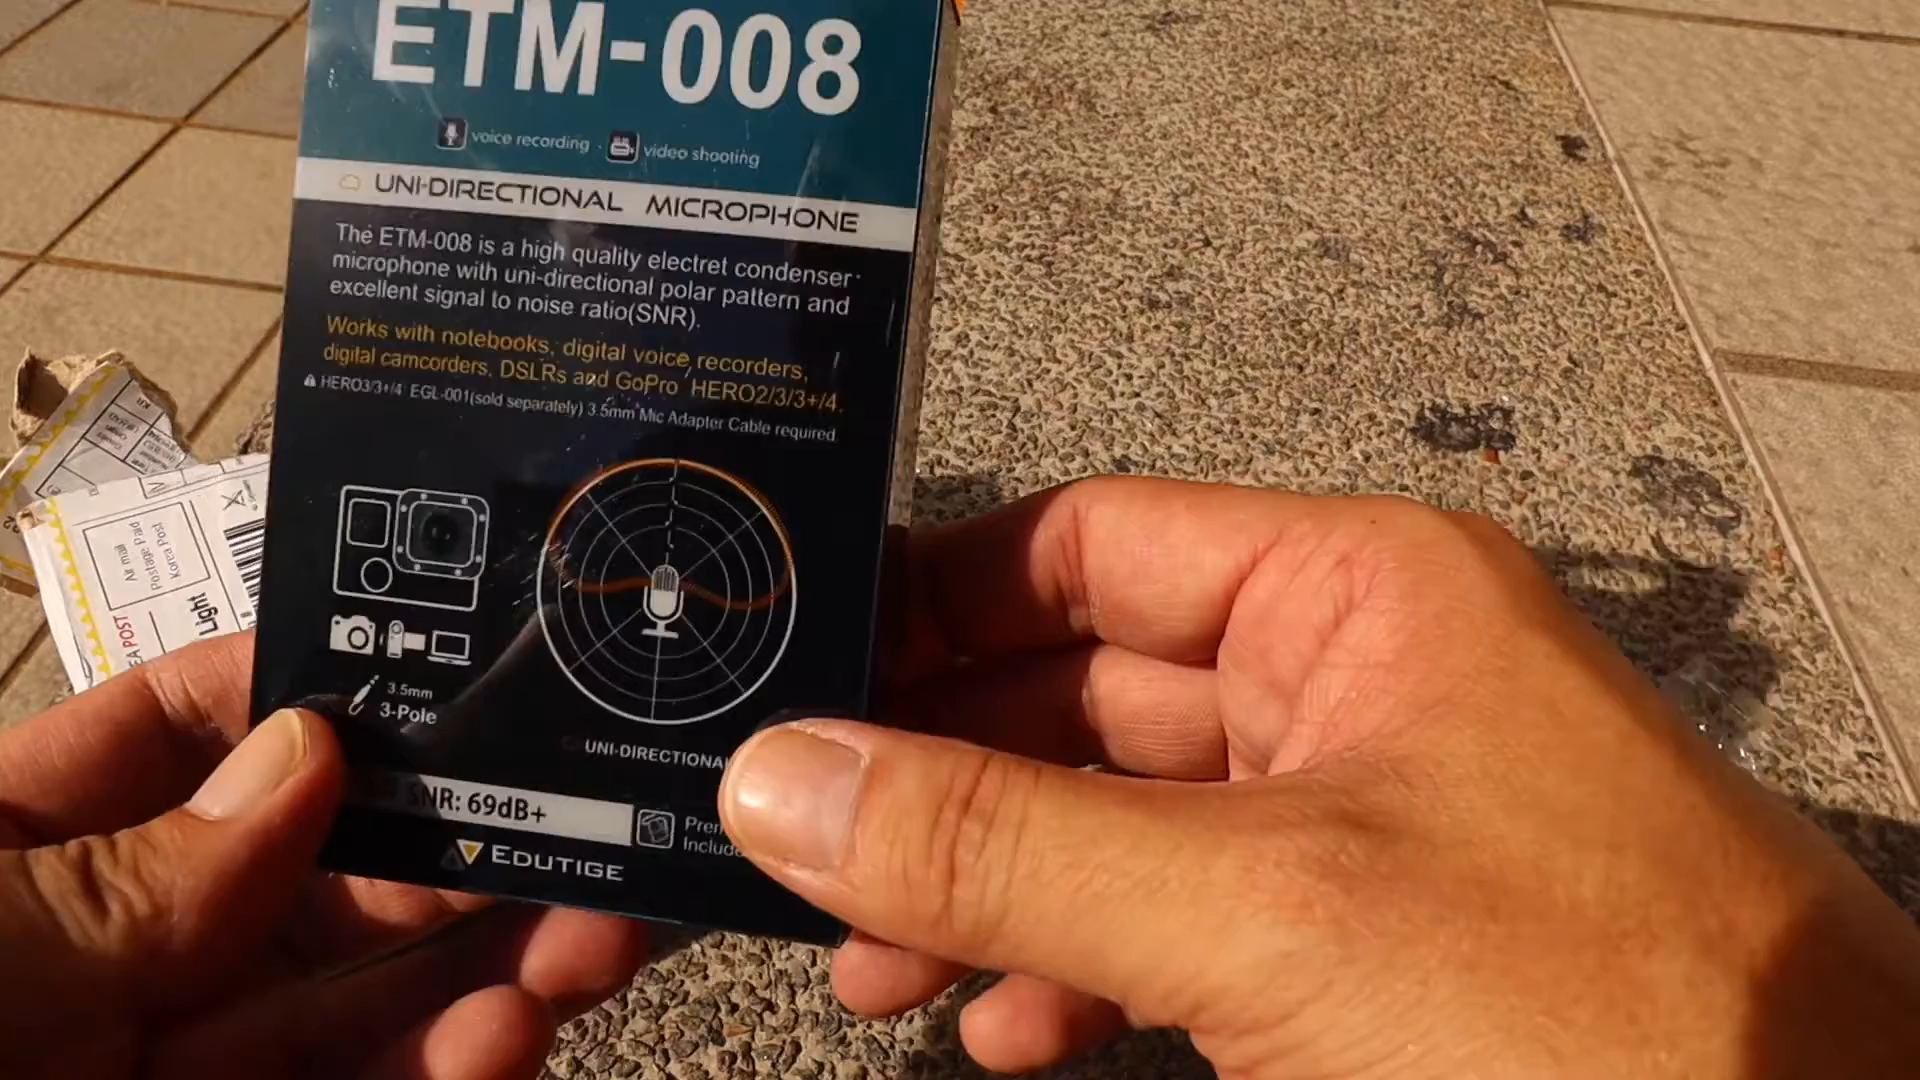 ETM-008
voice recording · video shooting
UNI-DIRECTIONAL MICROPHONE
The ETM-008 is a high quality electret condenser
microphone with uni-directional polar pattern and
excellent signal to noise ratio(SNR).
Works with notebooks, digital voice recorders,
digital camcorders, DSLRs and GoPro HERO2/3/3+/4.
HERO3/3+/4 EGL-001(sold separately) 3.5mm Mic Adapter Cable required.
3.5mm
3-Pole
UNI-DIRECTIONAL
SNR: 69dB+
EDUTIGE
Air mail
Postage Paid
Korea Post
POST
Light
KR